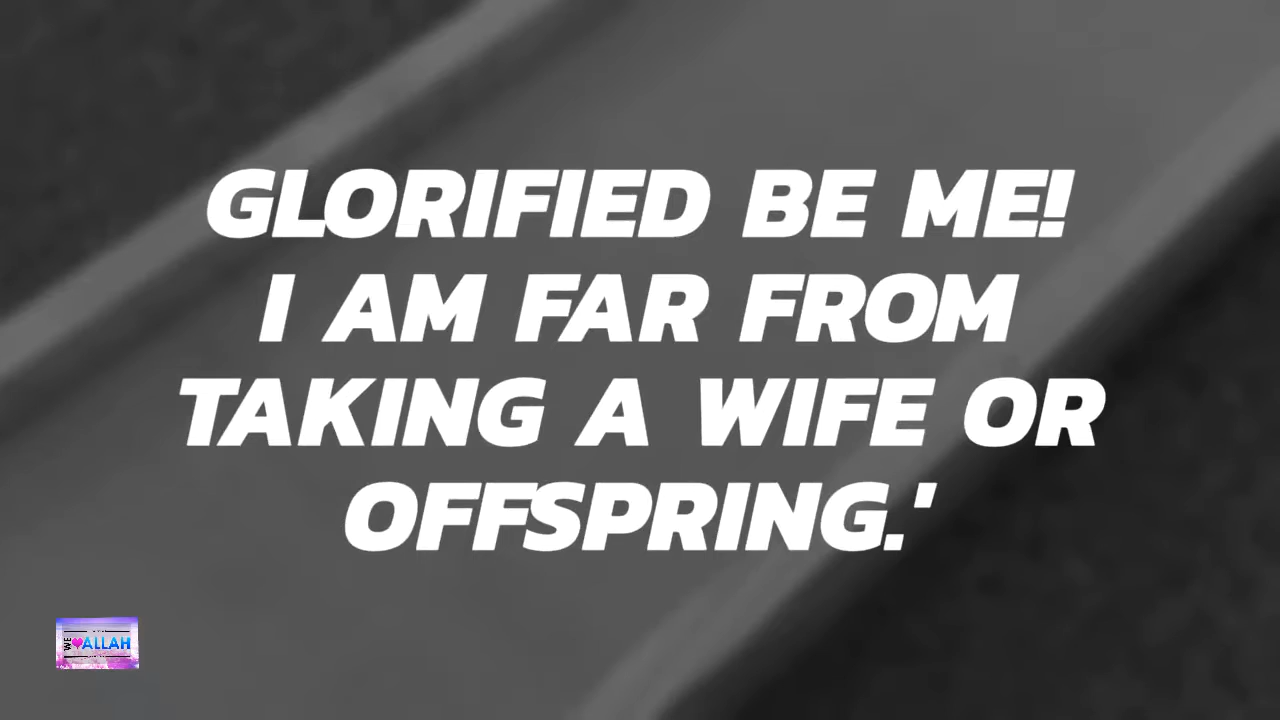 GLORIFIED BE ME!
I AM FAR FROM
TAKING A WIFE OR
OFFSPRING.'
WE ALLAH